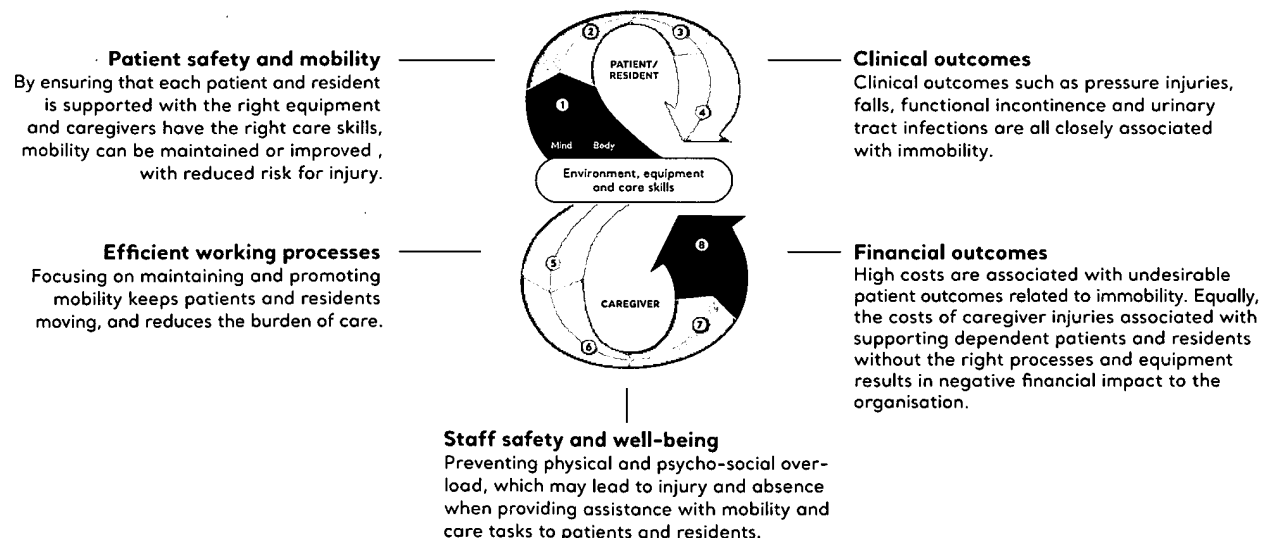 Patient safety and mobility
By ensuring that each patient and resident
is supported with the right equipment
and caregivers have the right care skills,
mobility can be maintained or improved ,
with reduced risk for injury.
Efficient working processes
Focusing on maintaining and promoting
mobility keeps patients and residents
moving, and reduces the burden of care.
2
3
PATIENT/
RESIDENT
1
4
Mind Body
Environment, equipment
and care skills
8
5
CAREGIVER
7
6
Clinical outcomes
Clinical outcomes such as pressure injuries,
falls, functional incontinence and urinary
tract infections are all closely associated
with immobility.
Financial outcomes
High costs are associated with undesirable
patient outcomes related to immobility. Equally,
the costs of caregiver injuries associated with
supporting dependent patients and residents
without the right processes and equipment
results in negative financial impact to the
organisation.
Staff safety and well-being
Preventing physical and psycho-social over-
load, which may lead to injury and absence
when providing assistance with mobility and
care tasks to patients and residents.